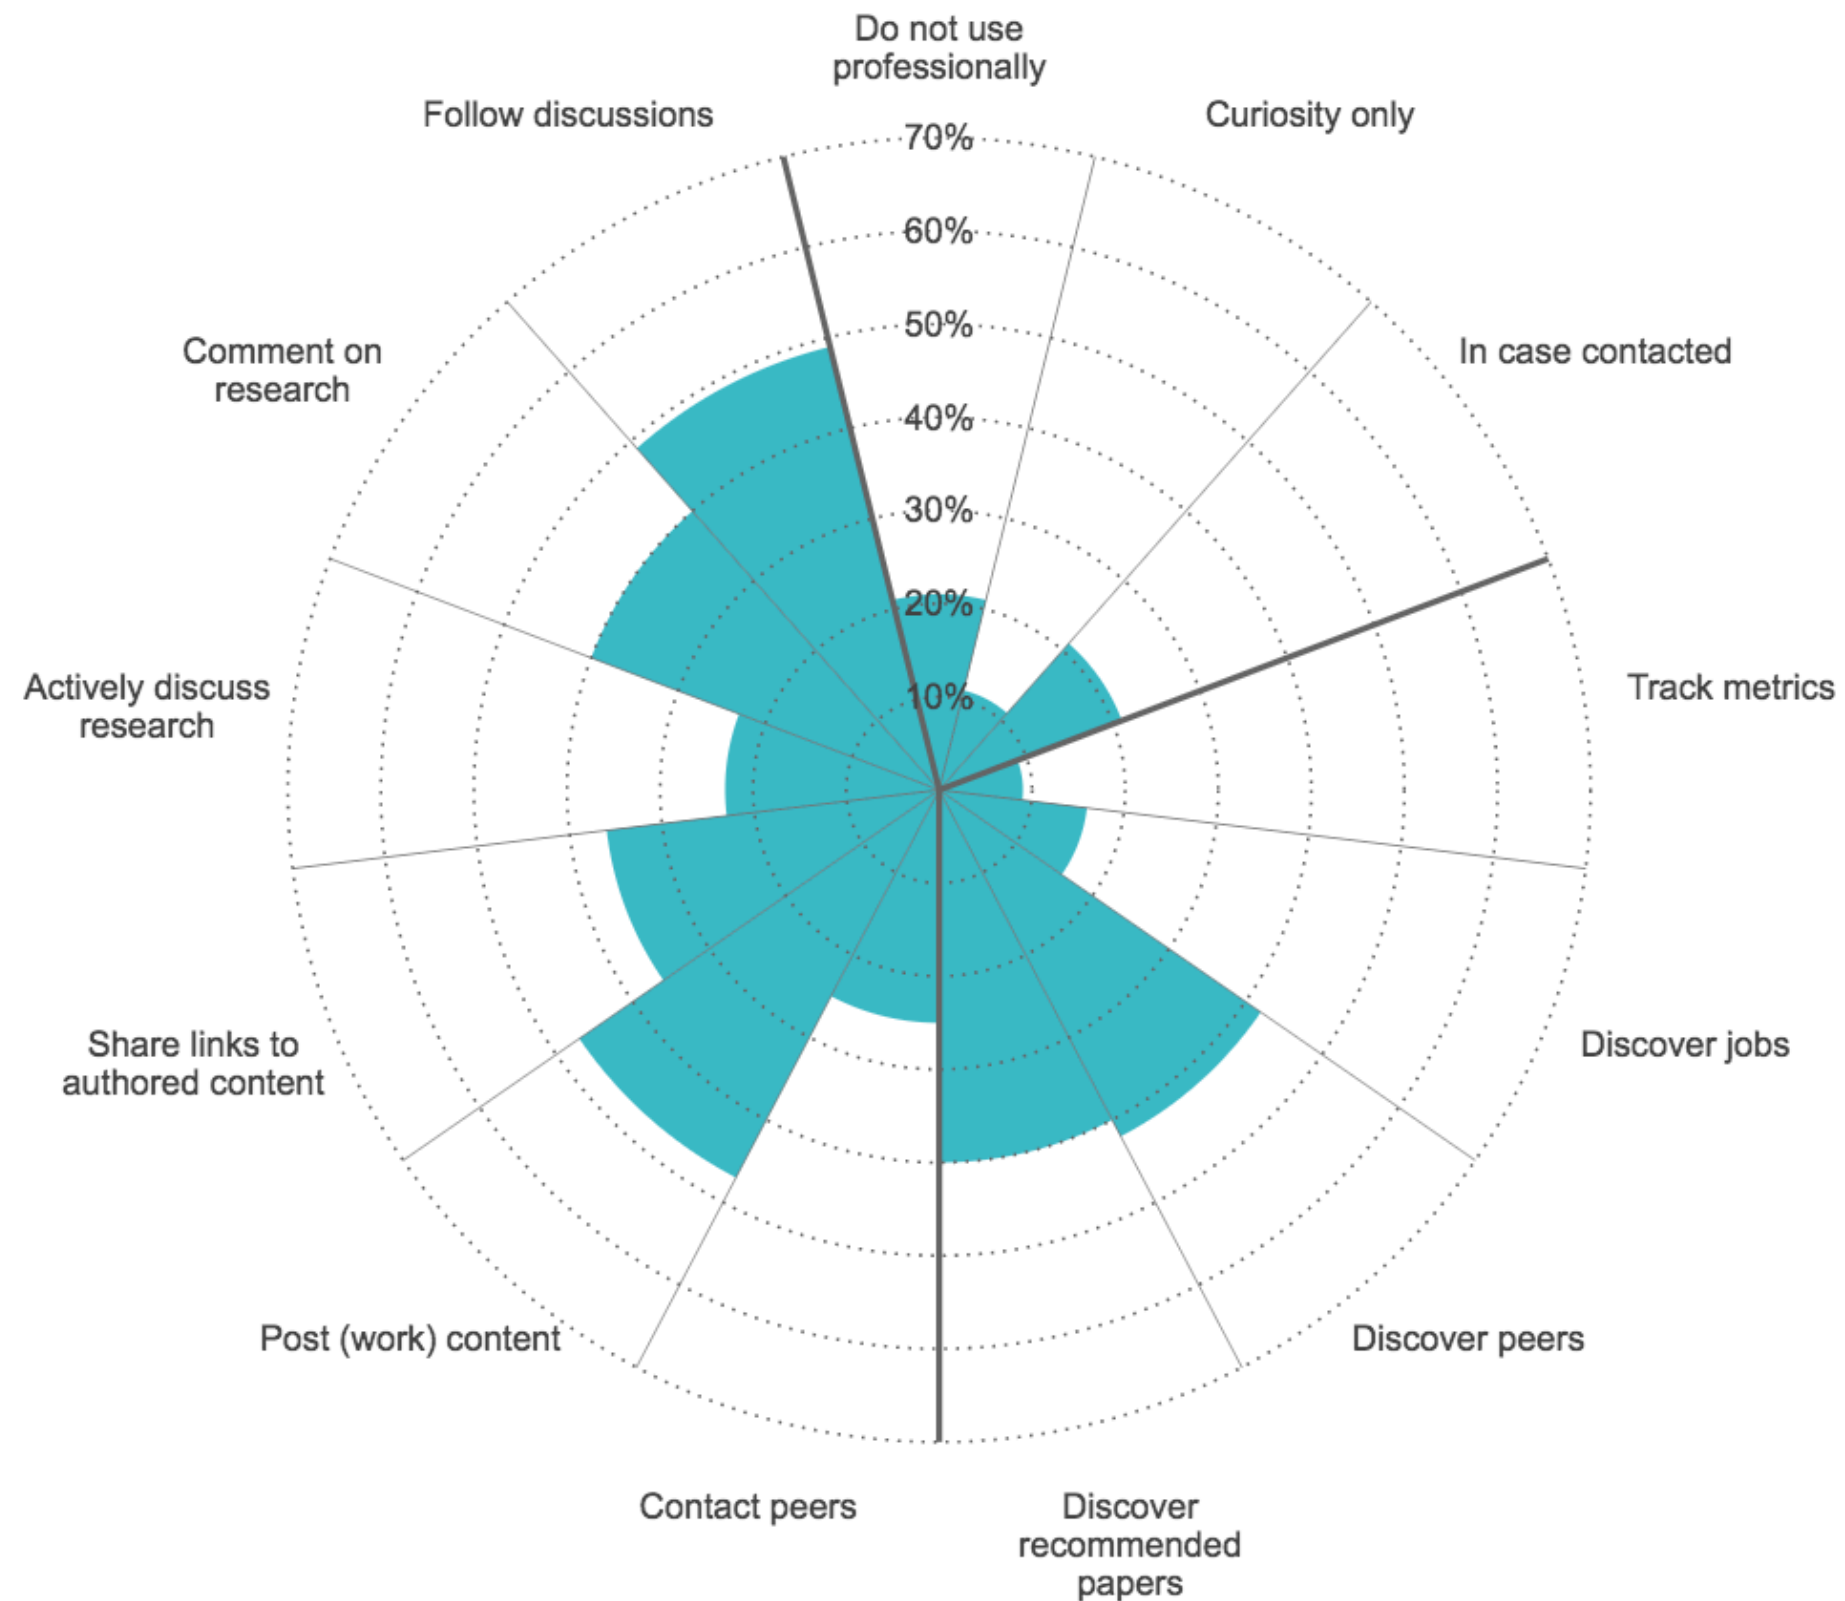 Do not use
professionally
Follow discussions
Curiosity only
70%
60%
50%
40%
30%
20%
10%
Comment on
research
In case contacted
Actively discuss
research
Track metrics
Share links to
authored content
Discover jobs
Post (work) content
Discover peers
Contact peers
Discover
recommended
papers